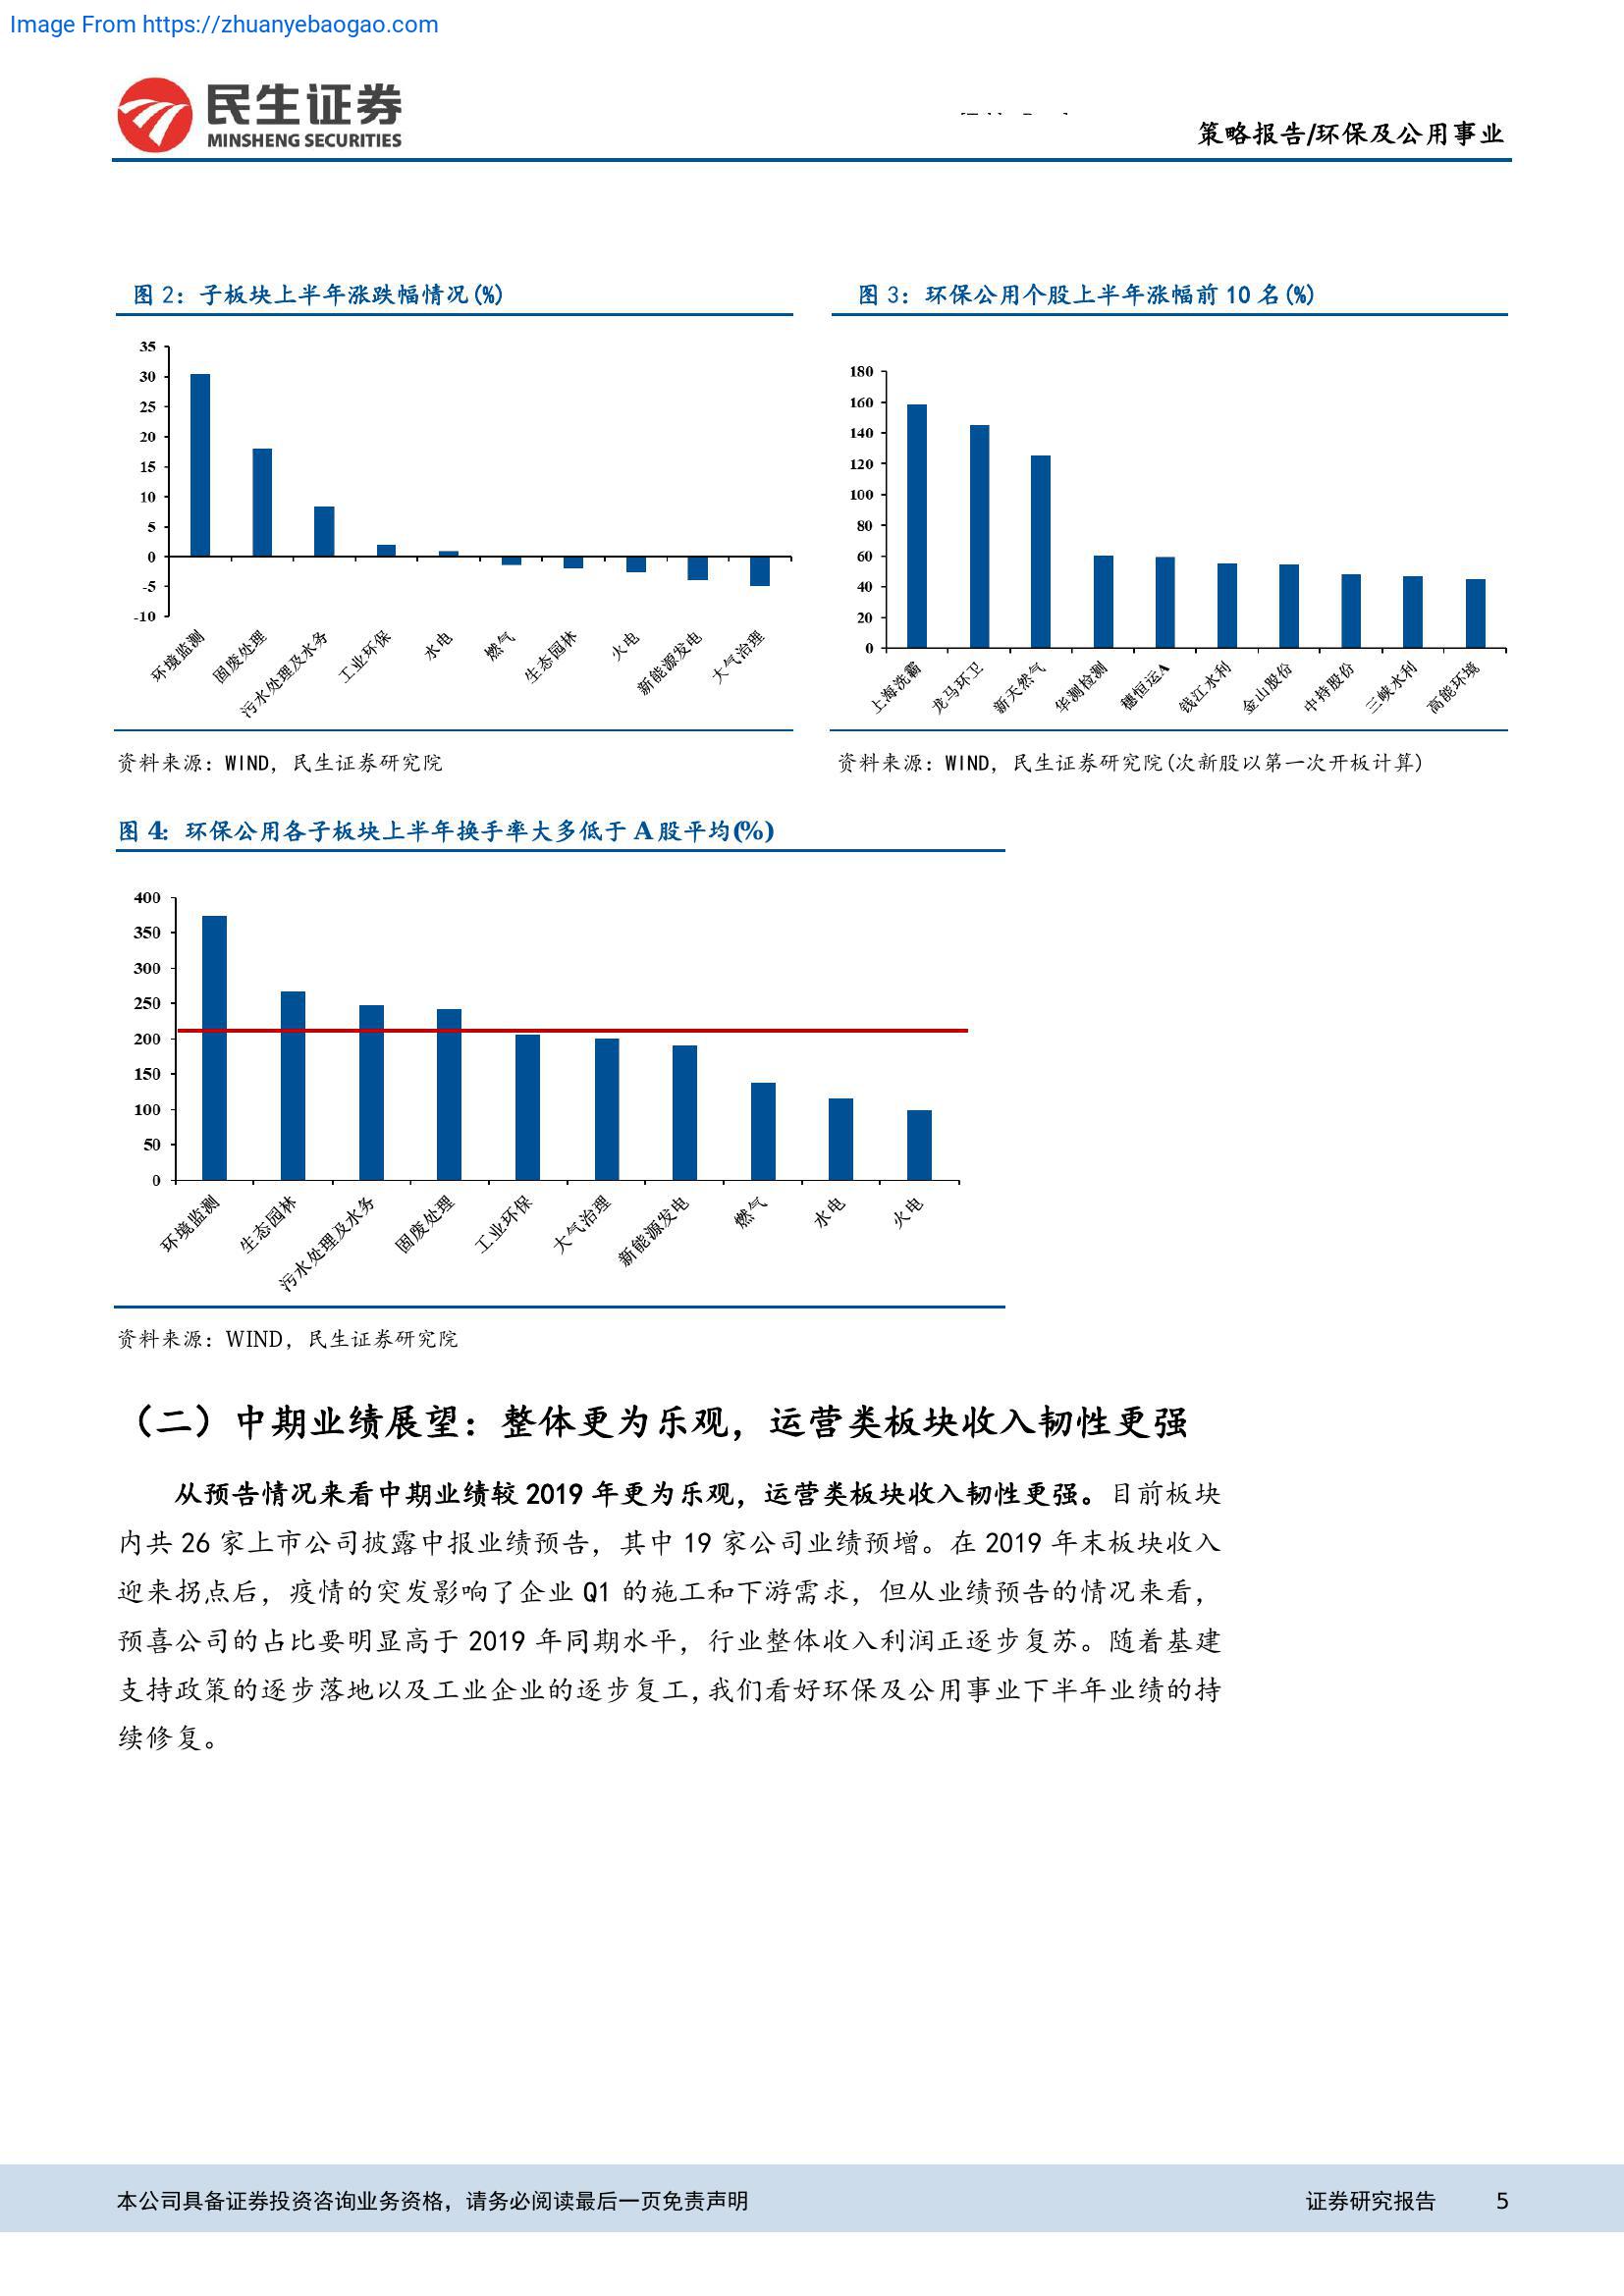 Image From https://zhuanyebaogao.com
民生证券
MINSHENG SECURITIES
策略报告/环保及公用事业
图 2：子板块上半年涨跌幅情况(%)
35
30
25
20
15
10
5
0
-5
-10
环境监测
固废处理
污水处理及水务
工业环保
水电
燃气
生态园林
火电
新能源发电
大气治理
资料来源：WIND，民生证券研究院
图 3：环保公用个股上半年涨幅前 10 名(%)
180
160
140
120
100
80
60
40
20
0
上海洗霸
龙马环卫
新天然气
华测检测
穗恒运A
钱江水利
金山股份
中持股份
三峡水利
高能环境
资料来源：WIND，民生证券研究院(次新股以第一次开板计算)
图 4：环保公用各子板块上半年换手率大多低于 A 股平均(%)
400
350
300
250
200
150
100
50
0
环境监测
生态园林
污水处理及水务
固废处理
工业环保
大气治理
新能源发电
燃气
水电
火电
资料来源：WIND，民生证券研究院
（二）中期业绩展望：整体更为乐观，运营类板块收入韧性更强
从预告情况来看中期业绩较 2019 年更为乐观，运营类板块收入韧性更强。目前板块
内共 26 家上市公司披露中报业绩预告，其中 19 家公司业绩预增。在 2019 年末板块收入
迎来拐点后，疫情的突发影响了企业 Q1 的施工和下游需求，但从业绩预告的情况来看，
预喜公司的占比要明显高于 2019 年同期水平，行业整体收入利润正逐步复苏。随着基建
支持政策的逐步落地以及工业企业的逐步复工,我们看好环保及公用事业下半年业绩的持
续修复。
本公司具备证券投资咨询业务资格，请务必阅读最后一页免责声明
证券研究报告 5